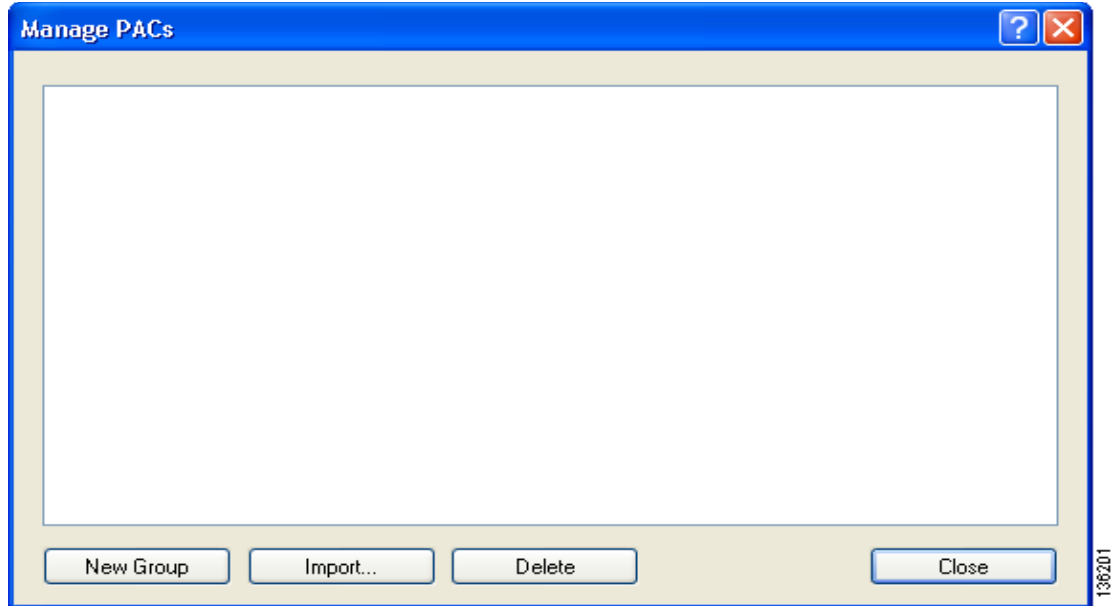 Manage PACs
?
New Group
Import...
Delete
Close
136201